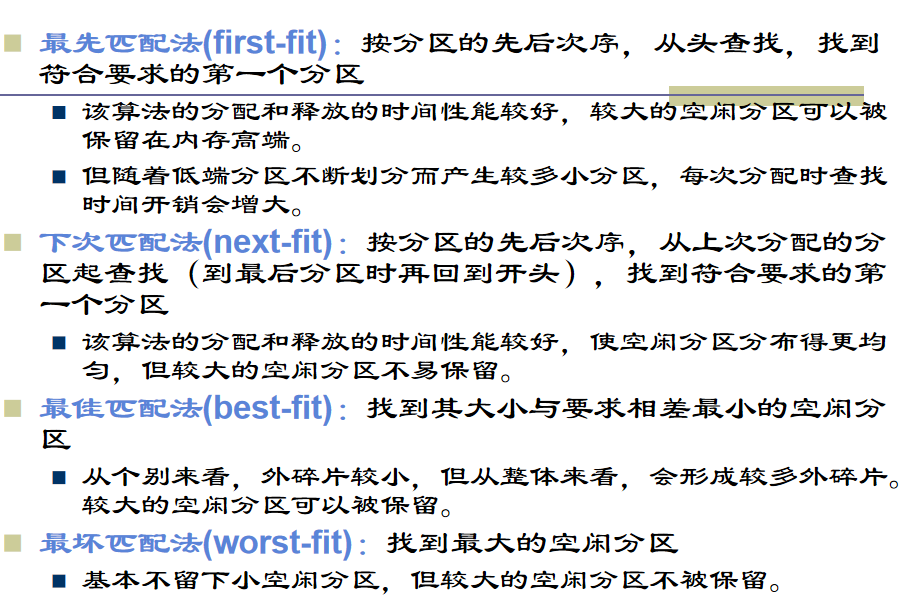 最先匹配法(first-fit)：按分区的先后次序，从头查找，找到
符合要求的第一个分区
该算法的分配和释放的时间性能较好，较大的空闲分区可以被
保留在内存高端。
但随着低端分区不断划分而产生较多小分区，每次分配时查找
时间开销会增大。
下次匹配法(next-fit)：按分区的先后次序，从上次分配的分
区起查找（到最后分区时再回到开头），找到符合要求的第
一个分区
该算法的分配和释放的时间性能较好，使空闲分区分布得更均
匀，但较大的空闲分区不易保留。
最佳匹配法(best-fit)：找到其大小与要求相差最小的空闲分
区
从个别来看，外碎片较小，但从整体来看，会形成较多外碎片。
较大的空闲分区可以被保留。
最坏匹配法(worst-fit)：找到最大的空闲分区
基本不留下小空闲分区，但较大的空闲分区不被保留。